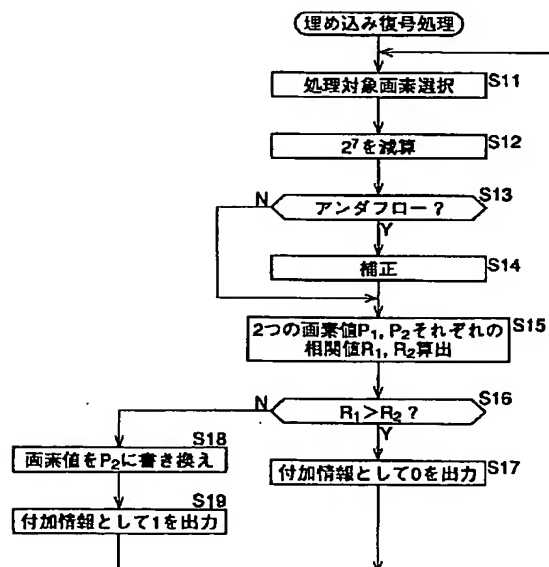 埋め込み復号処理
処理対象画素選択
S11
2⁷を減算
S12
アンダフロー？
S13
N
Y
補正
S14
2つの画素値P₁, P₂それぞれの
相関値R₁, R₂算出
S15
R₁>R₂？
S16
N
Y
S18
画素値をP₂に書き換え
付加情報として0を出力
S17
S19
付加情報として1を出力